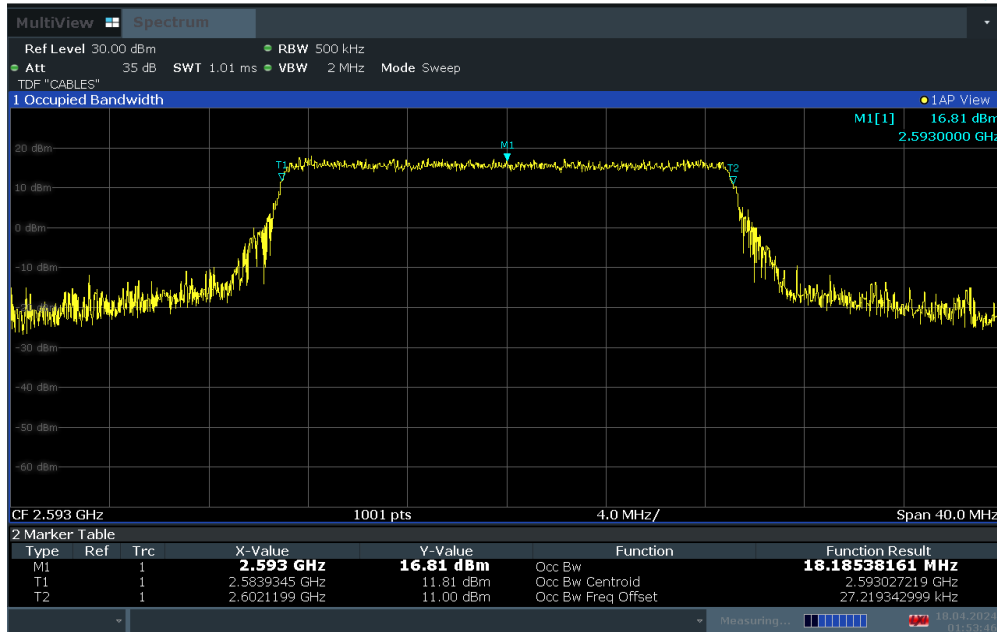 MultiView Spectrum
Ref Level 30.00 dBm RBW 500 kHz
Att 35 dB SWT 1.01 ms VBW 2 MHz Mode Sweep
TDF "CABLES"
1 Occupied Bandwidth 1AP View
M1[1] 16.81 dBm
2.5930000 GHz
20 dBm
M1
T1
T2
10 dBm
0 dBm
-10 dBm
-30 dBm
-40 dBm
-50 dBm
-60 dBm
CF 2.593 GHz 1001 pts 4.0 MHz/ Span 40.0 MHz
2 Marker Table
Type Ref Trc X-Value Y-Value Function Function Result
M1 1 2.593 GHz 16.81 dBm Occ Bw 18.18538161 MHz
T1 1 2.5839345 GHz 11.81 dBm Occ Bw Centroid 2.593027219 GHz
T2 1 2.6021199 GHz 11.00 dBm Occ Bw Freq Offset 27.219342999 kHz
Measuring... 18.04.2024
01:53:46